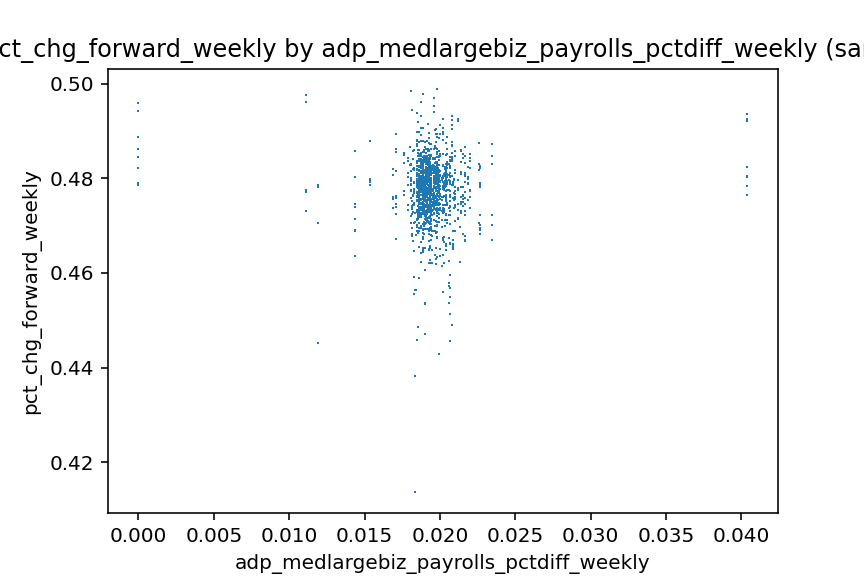 ct_chg_forward_weekly by adp_medlargebiz_payrolls_pctdiff_weekly (sa
0.50
0.48
0.46
0.44
0.42
pct_chg_forward_weekly
0.000 0.005 0.010 0.015 0.020 0.025 0.030 0.035 0.040
adp_medlargebiz_payrolls_pctdiff_weekly